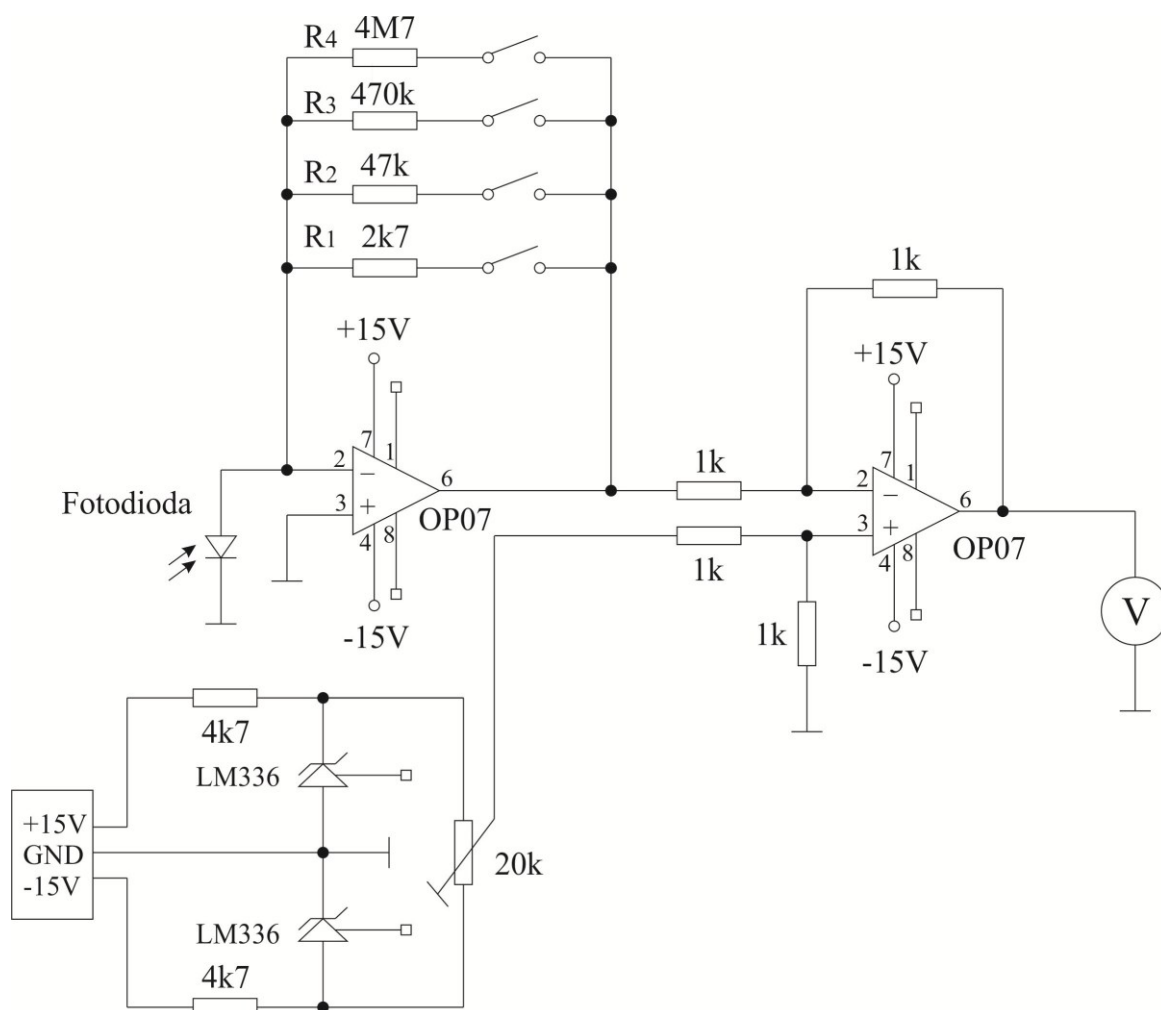 R4 4M7
R3 470k
R2 47k
R1 2k7
1k
+15V
+15V
7 1
2 − 6
3 +
4 8
OP07
-15V
Fotodioda
1k
1k
7 1
2 − 6
3 +
4 8
OP07
1k
-15V
V
4k7
LM336
+15V
GND
-15V
20k
LM336
4k7